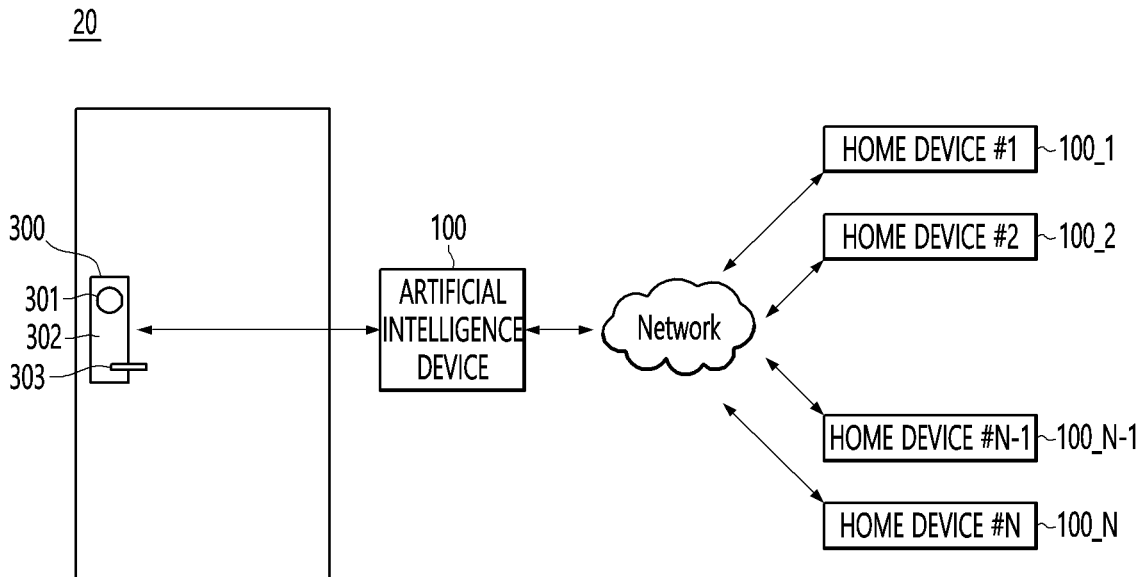 20
300
301
302
303
100
ARTIFICIAL
INTELLIGENCE
DEVICE
Network
HOME DEVICE #1
100_1
HOME DEVICE #2
100_2
HOME DEVICE #N-1
100_N-1
HOME DEVICE #N
100_N